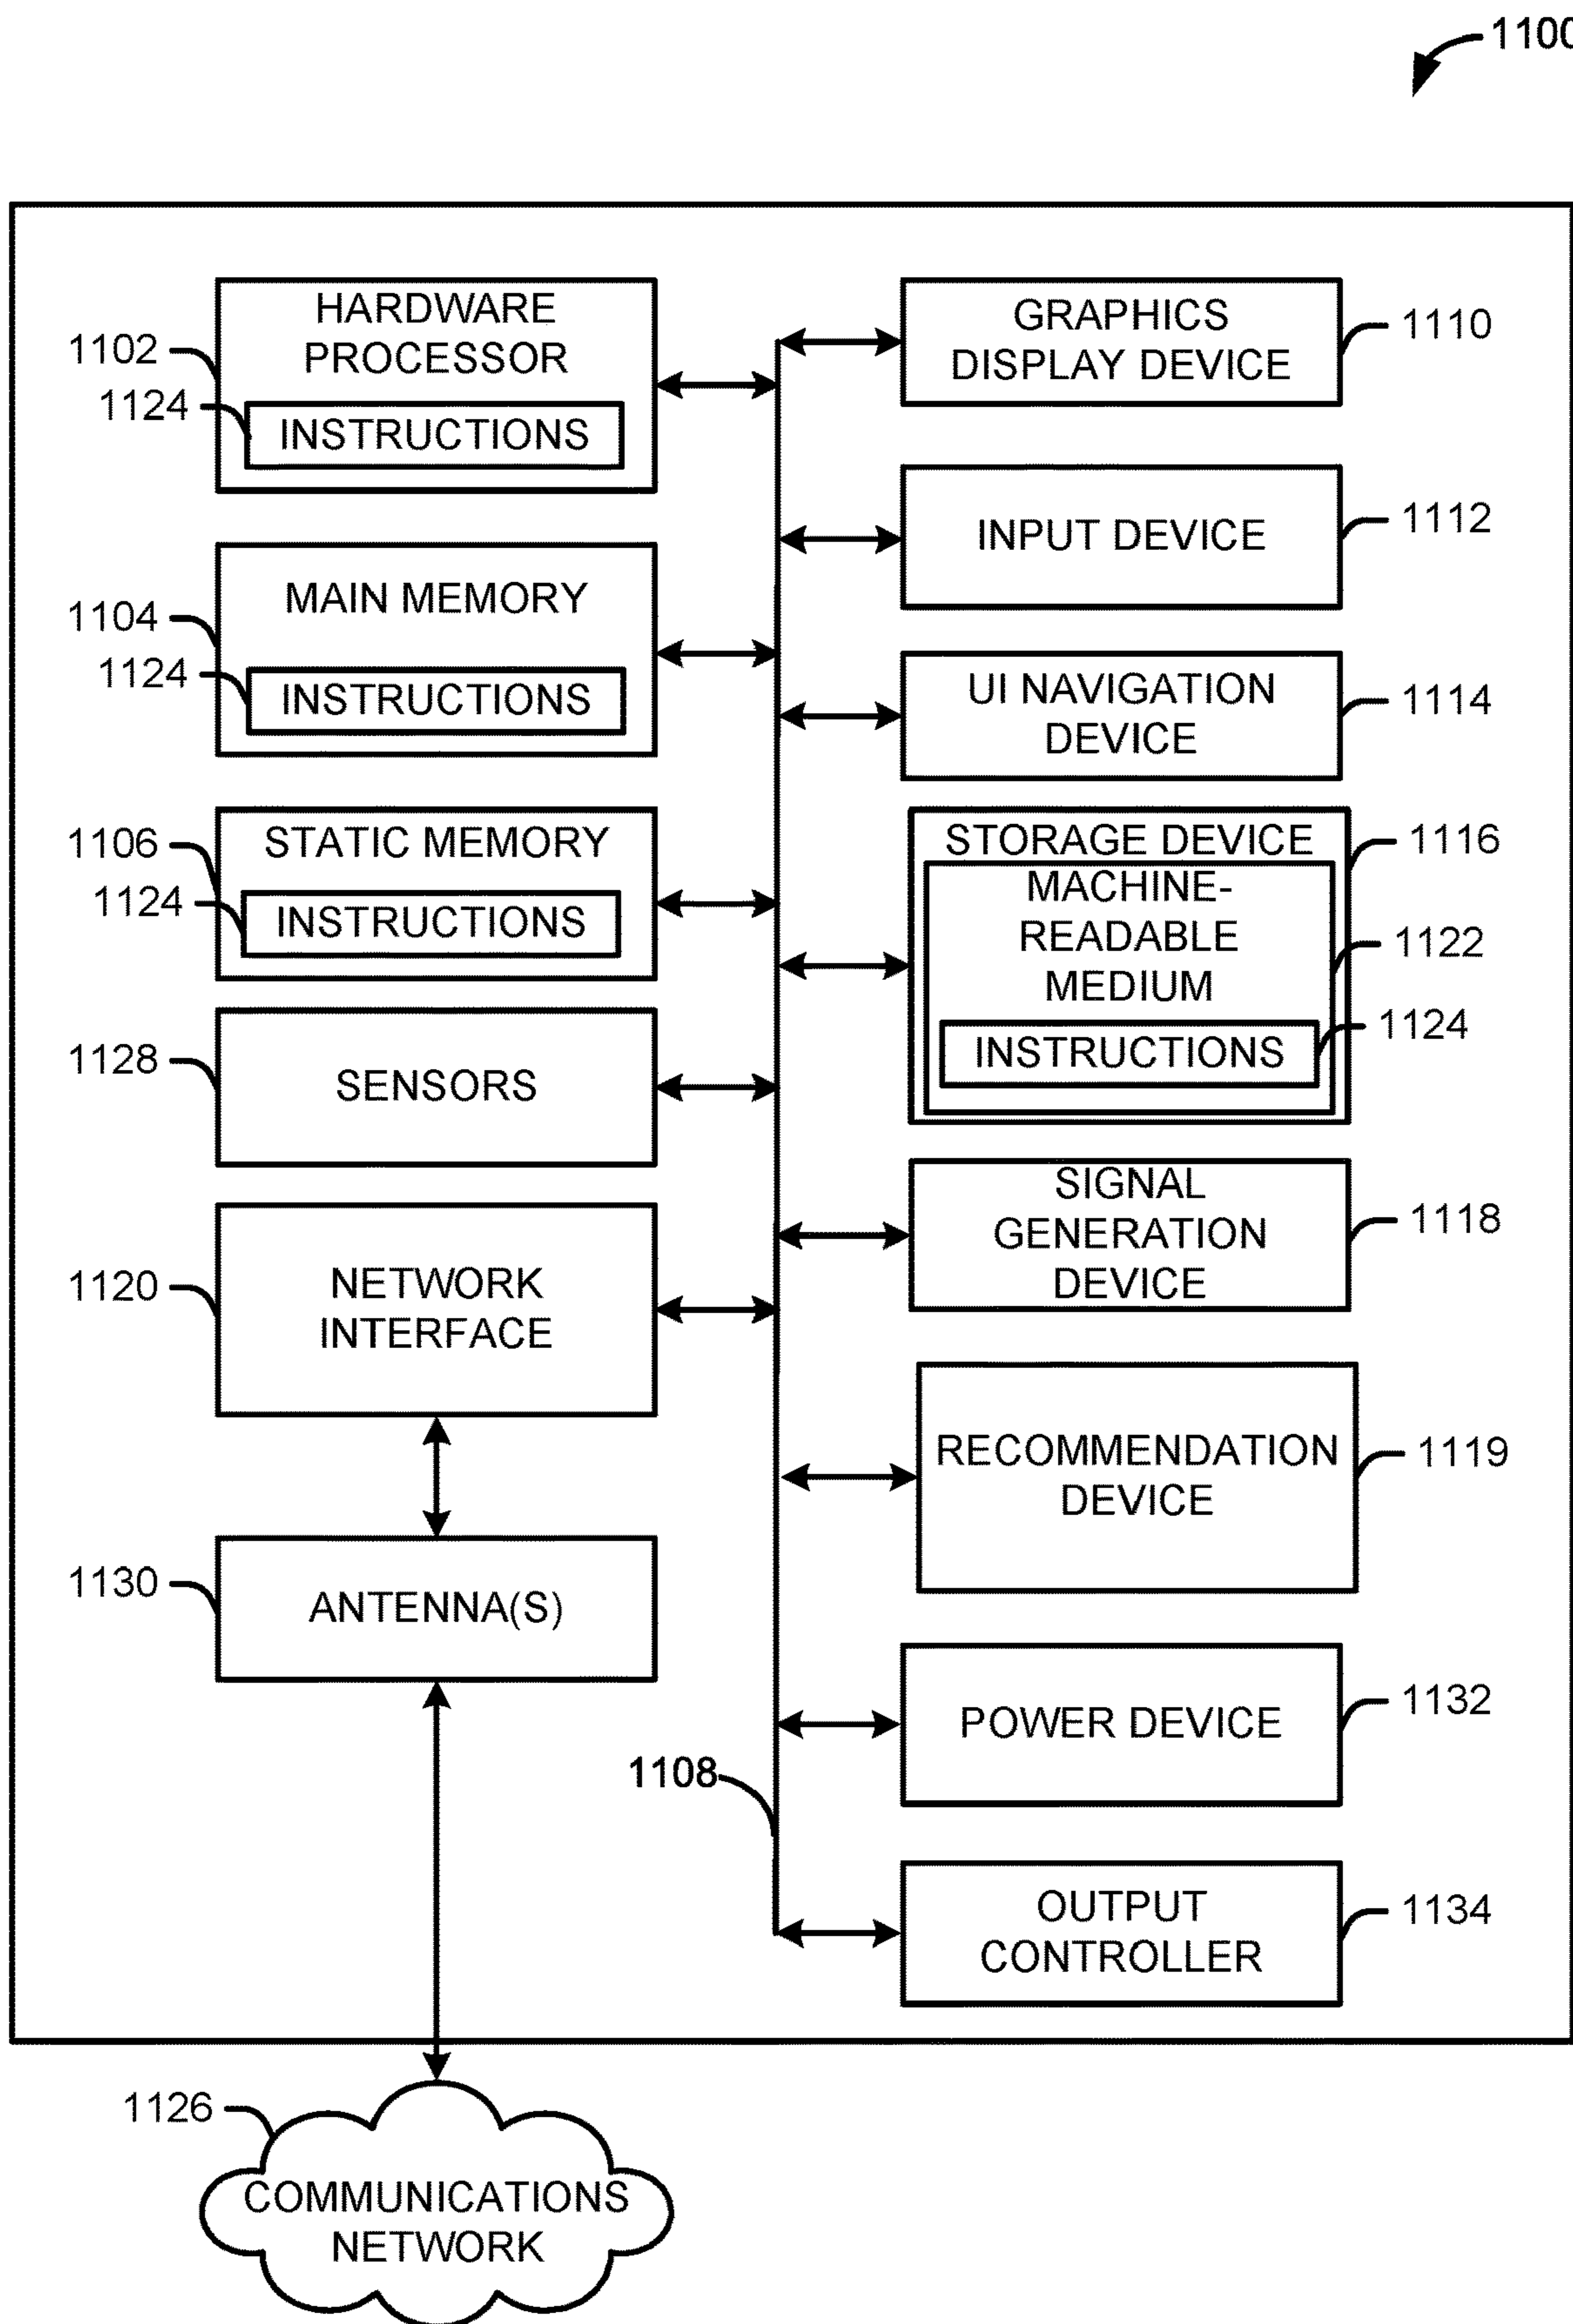 1100
HARDWARE
PROCESSOR
1102
1124
INSTRUCTIONS
MAIN MEMORY
1104
1124
INSTRUCTIONS
STATIC MEMORY
1106
1124
INSTRUCTIONS
1128
SENSORS
1120
NETWORK
INTERFACE
1130
ANTENNA(S)
GRAPHICS
DISPLAY DEVICE
1110
INPUT DEVICE
1112
UI NAVIGATION
DEVICE
1114
STORAGE DEVICE
1116
MACHINE-
READABLE
MEDIUM
1122
INSTRUCTIONS
1124
SIGNAL
GENERATION
DEVICE
1118
RECOMMENDATION
DEVICE
1119
POWER DEVICE
1132
1108
OUTPUT
CONTROLLER
1134
1126
COMMUNICATIONS
NETWORK